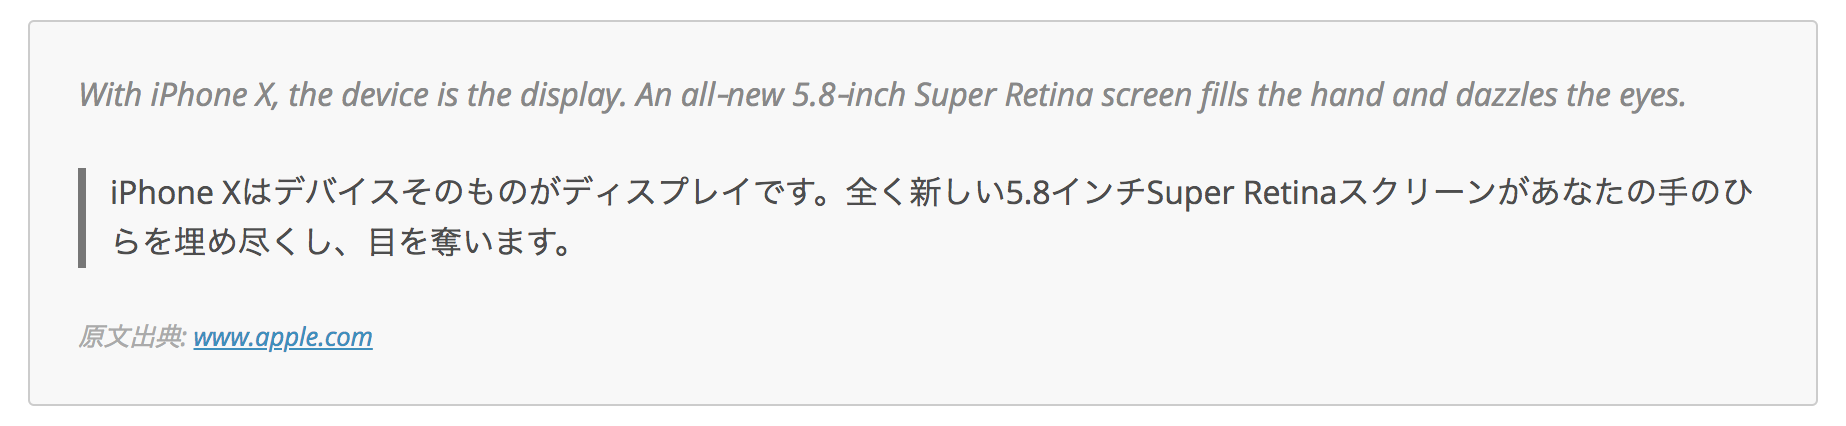 With iPhone X, the device is the display. An all-new 5.8-inch Super Retina screen fills the hand and dazzles the eyes.
iPhone Xはデバイスそのものがディスプレイです。全く新しい5.8インチSuper Retinaスクリーンがあなたの手のひ
らを埋め尽くし、目を奪います。
原文出典: www.apple.com